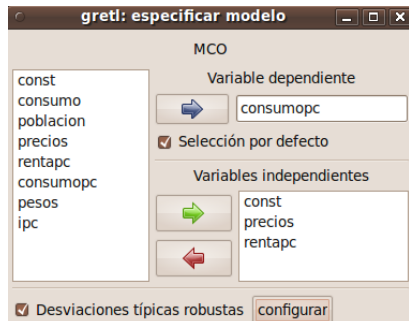 gretl: especificar modelo
MCO
const
consumo
poblacion
precios
rentapc
consumopc
pesos
ipc
Variable dependiente
consumopc
Selección por defecto
Variables independientes
const
precios
rentapc
Desviaciones típicas robustas
configurar